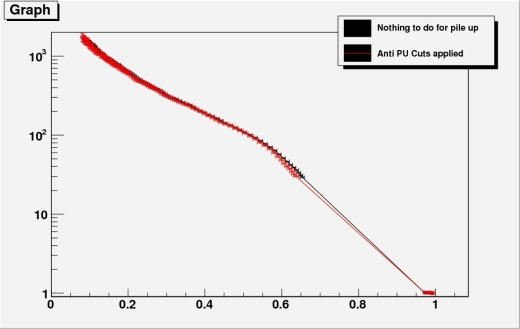 Graph
Nothing to do for pile up
Anti PU Cuts applied
10³
10²
10
1
0 0.2 0.4 0.6 0.8 1